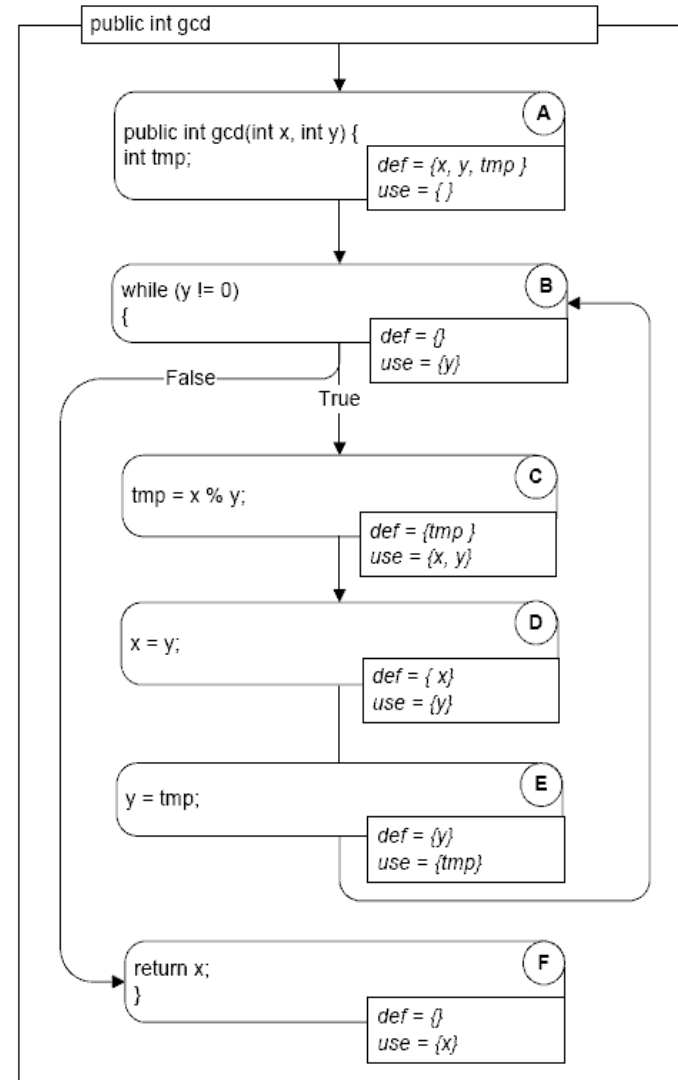 public int gcd
A
public int gcd(int x, int y) {
int tmp;
def = {x, y, tmp }
use = { }
B
while (y != 0)
{
def = {}
use = {y}
False
True
C
tmp = x % y;
def = {tmp }
use = {x, y}
D
x = y;
def = { x}
use = {y}
E
y = tmp;
def = {y}
use = {tmp}
F
return x;
}
def = {}
use = {x}